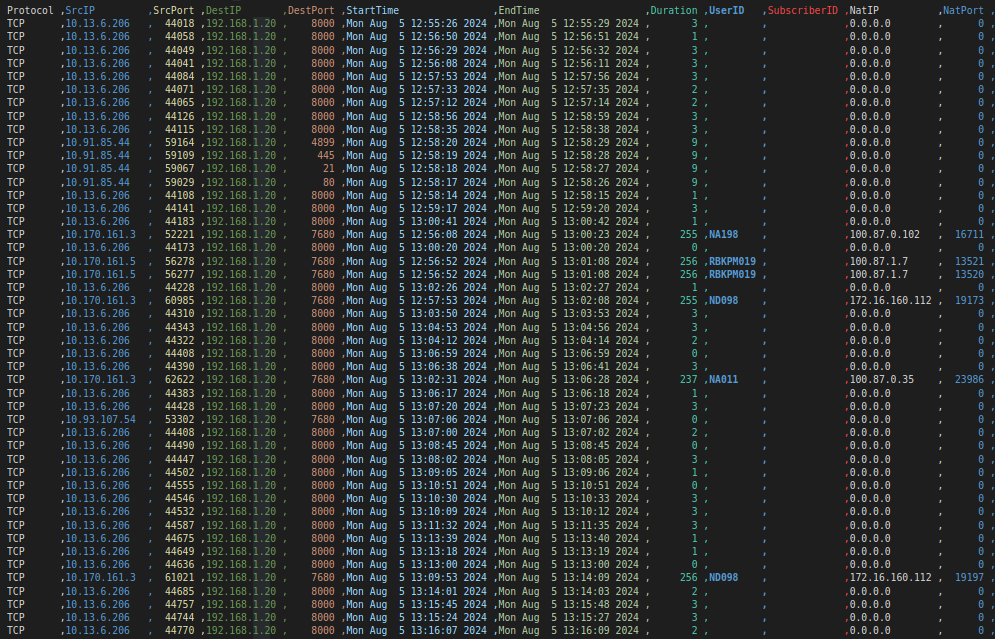 Protocol ,SrcIP , SrcPort ,DestIP , DestPort ,StartTime ,EndTime ,Duration ,UserID ,SubscriberID ,NatIP ,NatPort ,
TCP ,10.13.6.206 , 44018 ,192.168.1.20 , 8000 ,Mon Aug 5 12:55:26 2024 ,Mon Aug 5 12:55:29 2024 , 3 , , ,0.0.0.0 , 0 ,
TCP ,10.13.6.206 , 44058 ,192.168.1.20 , 8000 ,Mon Aug 5 12:56:50 2024 ,Mon Aug 5 12:56:51 2024 , 1 , , ,0.0.0.0 , 0 ,
TCP ,10.13.6.206 , 44049 ,192.168.1.20 , 8000 ,Mon Aug 5 12:56:29 2024 ,Mon Aug 5 12:56:32 2024 , 3 , , ,0.0.0.0 , 0 ,
TCP ,10.13.6.206 , 44041 ,192.168.1.20 , 8000 ,Mon Aug 5 12:56:08 2024 ,Mon Aug 5 12:56:11 2024 , 3 , , ,0.0.0.0 , 0 ,
TCP ,10.13.6.206 , 44084 ,192.168.1.20 , 8000 ,Mon Aug 5 12:57:53 2024 ,Mon Aug 5 12:57:56 2024 , 3 , , ,0.0.0.0 , 0 ,
TCP ,10.13.6.206 , 44071 ,192.168.1.20 , 8000 ,Mon Aug 5 12:57:33 2024 ,Mon Aug 5 12:57:35 2024 , 2 , , ,0.0.0.0 , 0 ,
TCP ,10.13.6.206 , 44065 ,192.168.1.20 , 8000 ,Mon Aug 5 12:57:12 2024 ,Mon Aug 5 12:57:14 2024 , 2 , , ,0.0.0.0 , 0 ,
TCP ,10.13.6.206 , 44126 ,192.168.1.20 , 8000 ,Mon Aug 5 12:58:56 2024 ,Mon Aug 5 12:58:59 2024 , 3 , , ,0.0.0.0 , 0 ,
TCP ,10.13.6.206 , 44115 ,192.168.1.20 , 8000 ,Mon Aug 5 12:58:35 2024 ,Mon Aug 5 12:58:38 2024 , 3 , , ,0.0.0.0 , 0 ,
TCP ,10.91.85.44 , 59164 ,192.168.1.20 , 4899 ,Mon Aug 5 12:58:20 2024 ,Mon Aug 5 12:58:29 2024 , 9 , , ,0.0.0.0 , 0 ,
TCP ,10.91.85.44 , 59109 ,192.168.1.20 , 445 ,Mon Aug 5 12:58:19 2024 ,Mon Aug 5 12:58:28 2024 , 9 , , ,0.0.0.0 , 0 ,
TCP ,10.91.85.44 , 59067 ,192.168.1.20 , 21 ,Mon Aug 5 12:58:18 2024 ,Mon Aug 5 12:58:27 2024 , 9 , , ,0.0.0.0 , 0 ,
TCP ,10.91.85.44 , 59029 ,192.168.1.20 , 80 ,Mon Aug 5 12:58:17 2024 ,Mon Aug 5 12:58:26 2024 , 9 , , ,0.0.0.0 , 0 ,
TCP ,10.13.6.206 , 44108 ,192.168.1.20 , 8000 ,Mon Aug 5 12:58:14 2024 ,Mon Aug 5 12:58:15 2024 , 1 , , ,0.0.0.0 , 0 ,
TCP ,10.13.6.206 , 44141 ,192.168.1.20 , 8000 ,Mon Aug 5 12:59:17 2024 ,Mon Aug 5 12:59:20 2024 , 3 , , ,0.0.0.0 , 0 ,
TCP ,10.13.6.206 , 44183 ,192.168.1.20 , 8000 ,Mon Aug 5 13:00:41 2024 ,Mon Aug 5 13:00:42 2024 , 1 , , ,0.0.0.0 , 0 ,
TCP ,10.170.161.3 , 52221 ,192.168.1.20 , 7680 ,Mon Aug 5 12:56:08 2024 ,Mon Aug 5 13:00:23 2024 , 255 ,NA198 , ,100.87.0.102 , 16711 ,
TCP ,10.13.6.206 , 44173 ,192.168.1.20 , 8000 ,Mon Aug 5 13:00:20 2024 ,Mon Aug 5 13:00:20 2024 , 0 , , ,0.0.0.0 , 0 ,
TCP ,10.170.161.5 , 56278 ,192.168.1.20 , 7680 ,Mon Aug 5 12:56:52 2024 ,Mon Aug 5 13:01:08 2024 , 256 ,RBKPM019 , ,100.87.1.7 , 13521 ,
TCP ,10.170.161.5 , 56277 ,192.168.1.20 , 7680 ,Mon Aug 5 12:56:52 2024 ,Mon Aug 5 13:01:08 2024 , 256 ,RBKPM019 , ,100.87.1.7 , 13520 ,
TCP ,10.13.6.206 , 44228 ,192.168.1.20 , 8000 ,Mon Aug 5 13:02:26 2024 ,Mon Aug 5 13:02:27 2024 , 1 , , ,0.0.0.0 , 0 ,
TCP ,10.170.161.3 , 60985 ,192.168.1.20 , 7680 ,Mon Aug 5 12:57:53 2024 ,Mon Aug 5 13:02:08 2024 , 255 ,ND098 , ,172.16.160.112 , 19173 ,
TCP ,10.13.6.206 , 44310 ,192.168.1.20 , 8000 ,Mon Aug 5 13:03:50 2024 ,Mon Aug 5 13:03:53 2024 , 3 , , ,0.0.0.0 , 0 ,
TCP ,10.13.6.206 , 44343 ,192.168.1.20 , 8000 ,Mon Aug 5 13:04:53 2024 ,Mon Aug 5 13:04:56 2024 , 3 , , ,0.0.0.0 , 0 ,
TCP ,10.13.6.206 , 44322 ,192.168.1.20 , 8000 ,Mon Aug 5 13:04:12 2024 ,Mon Aug 5 13:04:14 2024 , 2 , , ,0.0.0.0 , 0 ,
TCP ,10.13.6.206 , 44408 ,192.168.1.20 , 8000 ,Mon Aug 5 13:06:59 2024 ,Mon Aug 5 13:06:59 2024 , 0 , , ,0.0.0.0 , 0 ,
TCP ,10.13.6.206 , 44390 ,192.168.1.20 , 8000 ,Mon Aug 5 13:06:38 2024 ,Mon Aug 5 13:06:41 2024 , 3 , , ,0.0.0.0 , 0 ,
TCP ,10.170.161.3 , 62622 ,192.168.1.20 , 7680 ,Mon Aug 5 13:02:31 2024 ,Mon Aug 5 13:06:28 2024 , 237 ,NA011 , ,100.87.0.35 , 23986 ,
TCP ,10.13.6.206 , 44383 ,192.168.1.20 , 8000 ,Mon Aug 5 13:06:17 2024 ,Mon Aug 5 13:06:18 2024 , 1 , , ,0.0.0.0 , 0 ,
TCP ,10.13.6.206 , 44428 ,192.168.1.20 , 8000 ,Mon Aug 5 13:07:20 2024 ,Mon Aug 5 13:07:23 2024 , 3 , , ,0.0.0.0 , 0 ,
TCP ,10.93.107.54 , 53302 ,192.168.1.20 , 7680 ,Mon Aug 5 13:07:06 2024 ,Mon Aug 5 13:07:06 2024 , 0 , , ,0.0.0.0 , 0 ,
TCP ,10.13.6.206 , 44408 ,192.168.1.20 , 8000 ,Mon Aug 5 13:07:00 2024 ,Mon Aug 5 13:07:02 2024 , 2 , , ,0.0.0.0 , 0 ,
TCP ,10.13.6.206 , 44490 ,192.168.1.20 , 8000 ,Mon Aug 5 13:08:45 2024 ,Mon Aug 5 13:08:45 2024 , 0 , , ,0.0.0.0 , 0 ,
TCP ,10.13.6.206 , 44447 ,192.168.1.20 , 8000 ,Mon Aug 5 13:08:02 2024 ,Mon Aug 5 13:08:05 2024 , 3 , , ,0.0.0.0 , 0 ,
TCP ,10.13.6.206 , 44502 ,192.168.1.20 , 8000 ,Mon Aug 5 13:09:05 2024 ,Mon Aug 5 13:09:06 2024 , 1 , , ,0.0.0.0 , 0 ,
TCP ,10.13.6.206 , 44555 ,192.168.1.20 , 8000 ,Mon Aug 5 13:10:51 2024 ,Mon Aug 5 13:10:51 2024 , 0 , , ,0.0.0.0 , 0 ,
TCP ,10.13.6.206 , 44546 ,192.168.1.20 , 8000 ,Mon Aug 5 13:10:30 2024 ,Mon Aug 5 13:10:33 2024 , 3 , , ,0.0.0.0 , 0 ,
TCP ,10.13.6.206 , 44532 ,192.168.1.20 , 8000 ,Mon Aug 5 13:10:09 2024 ,Mon Aug 5 13:10:12 2024 , 3 , , ,0.0.0.0 , 0 ,
TCP ,10.13.6.206 , 44587 ,192.168.1.20 , 8000 ,Mon Aug 5 13:11:32 2024 ,Mon Aug 5 13:11:35 2024 , 3 , , ,0.0.0.0 , 0 ,
TCP ,10.13.6.206 , 44675 ,192.168.1.20 , 8000 ,Mon Aug 5 13:13:39 2024 ,Mon Aug 5 13:13:40 2024 , 1 , , ,0.0.0.0 , 0 ,
TCP ,10.13.6.206 , 44649 ,192.168.1.20 , 8000 ,Mon Aug 5 13:13:18 2024 ,Mon Aug 5 13:13:19 2024 , 1 , , ,0.0.0.0 , 0 ,
TCP ,10.13.6.206 , 44636 ,192.168.1.20 , 8000 ,Mon Aug 5 13:13:00 2024 ,Mon Aug 5 13:13:00 2024 , 0 , , ,0.0.0.0 , 0 ,
TCP ,10.170.161.3 , 61021 ,192.168.1.20 , 7680 ,Mon Aug 5 13:09:53 2024 ,Mon Aug 5 13:14:09 2024 , 256 ,ND098 , ,172.16.160.112 , 19197 ,
TCP ,10.13.6.206 , 44685 ,192.168.1.20 , 8000 ,Mon Aug 5 13:14:01 2024 ,Mon Aug 5 13:14:03 2024 , 2 , , ,0.0.0.0 , 0 ,
TCP ,10.13.6.206 , 44757 ,192.168.1.20 , 8000 ,Mon Aug 5 13:15:45 2024 ,Mon Aug 5 13:15:48 2024 , 3 , , ,0.0.0.0 , 0 ,
TCP ,10.13.6.206 , 44744 ,192.168.1.20 , 8000 ,Mon Aug 5 13:15:24 2024 ,Mon Aug 5 13:15:27 2024 , 3 , , ,0.0.0.0 , 0 ,
TCP ,10.13.6.206 , 44770 ,192.168.1.20 , 8000 ,Mon Aug 5 13:16:07 2024 ,Mon Aug 5 13:16:09 2024 , 2 , , ,0.0.0.0 , 0 ,